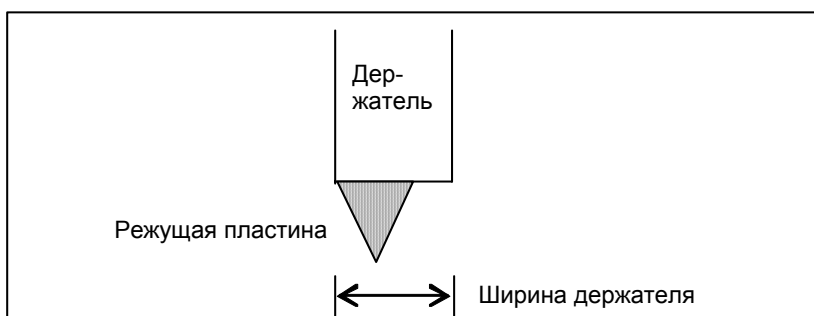 Дер-
жатель
Режущая пластина
Ширина держателя